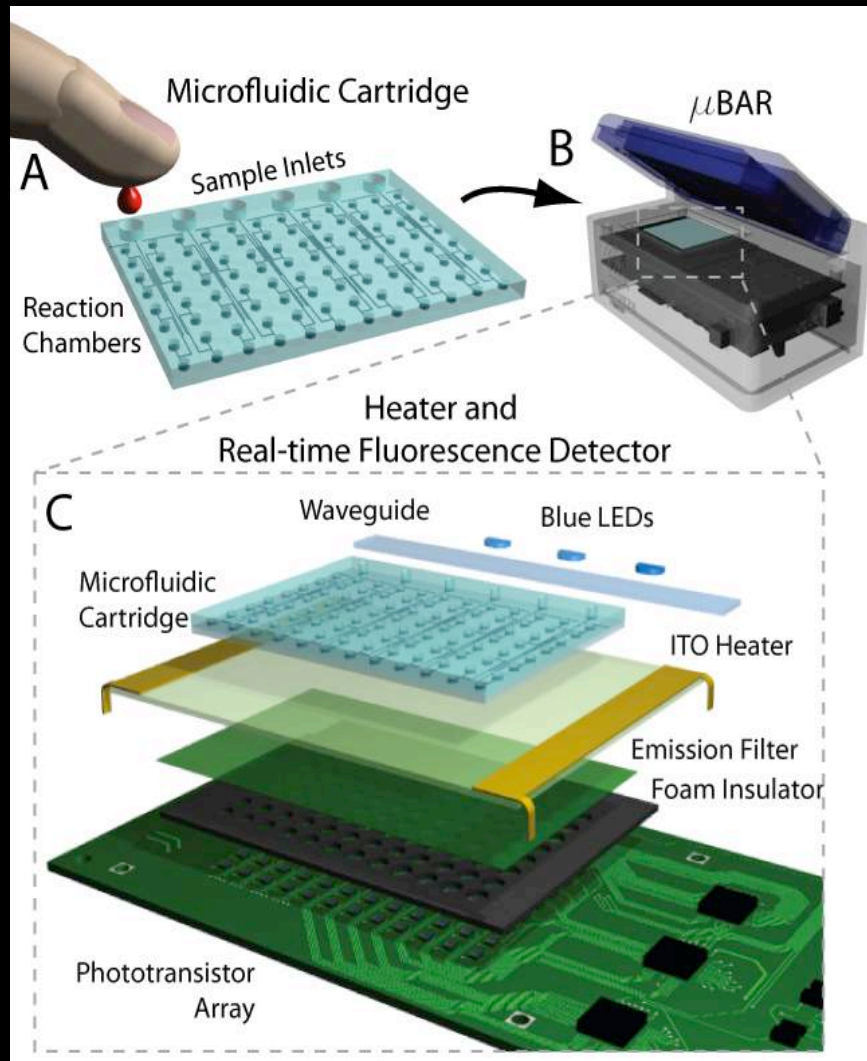 Microfluidic Cartridge
μBAR
A
B
Sample Inlets
Reaction
Chambers
Heater and
Real-time Fluorescence Detector
C
Waveguide
Blue LEDs
Microfluidic
Cartridge
ITO Heater
Emission Filter
Foam Insulator
Phototransistor
Array